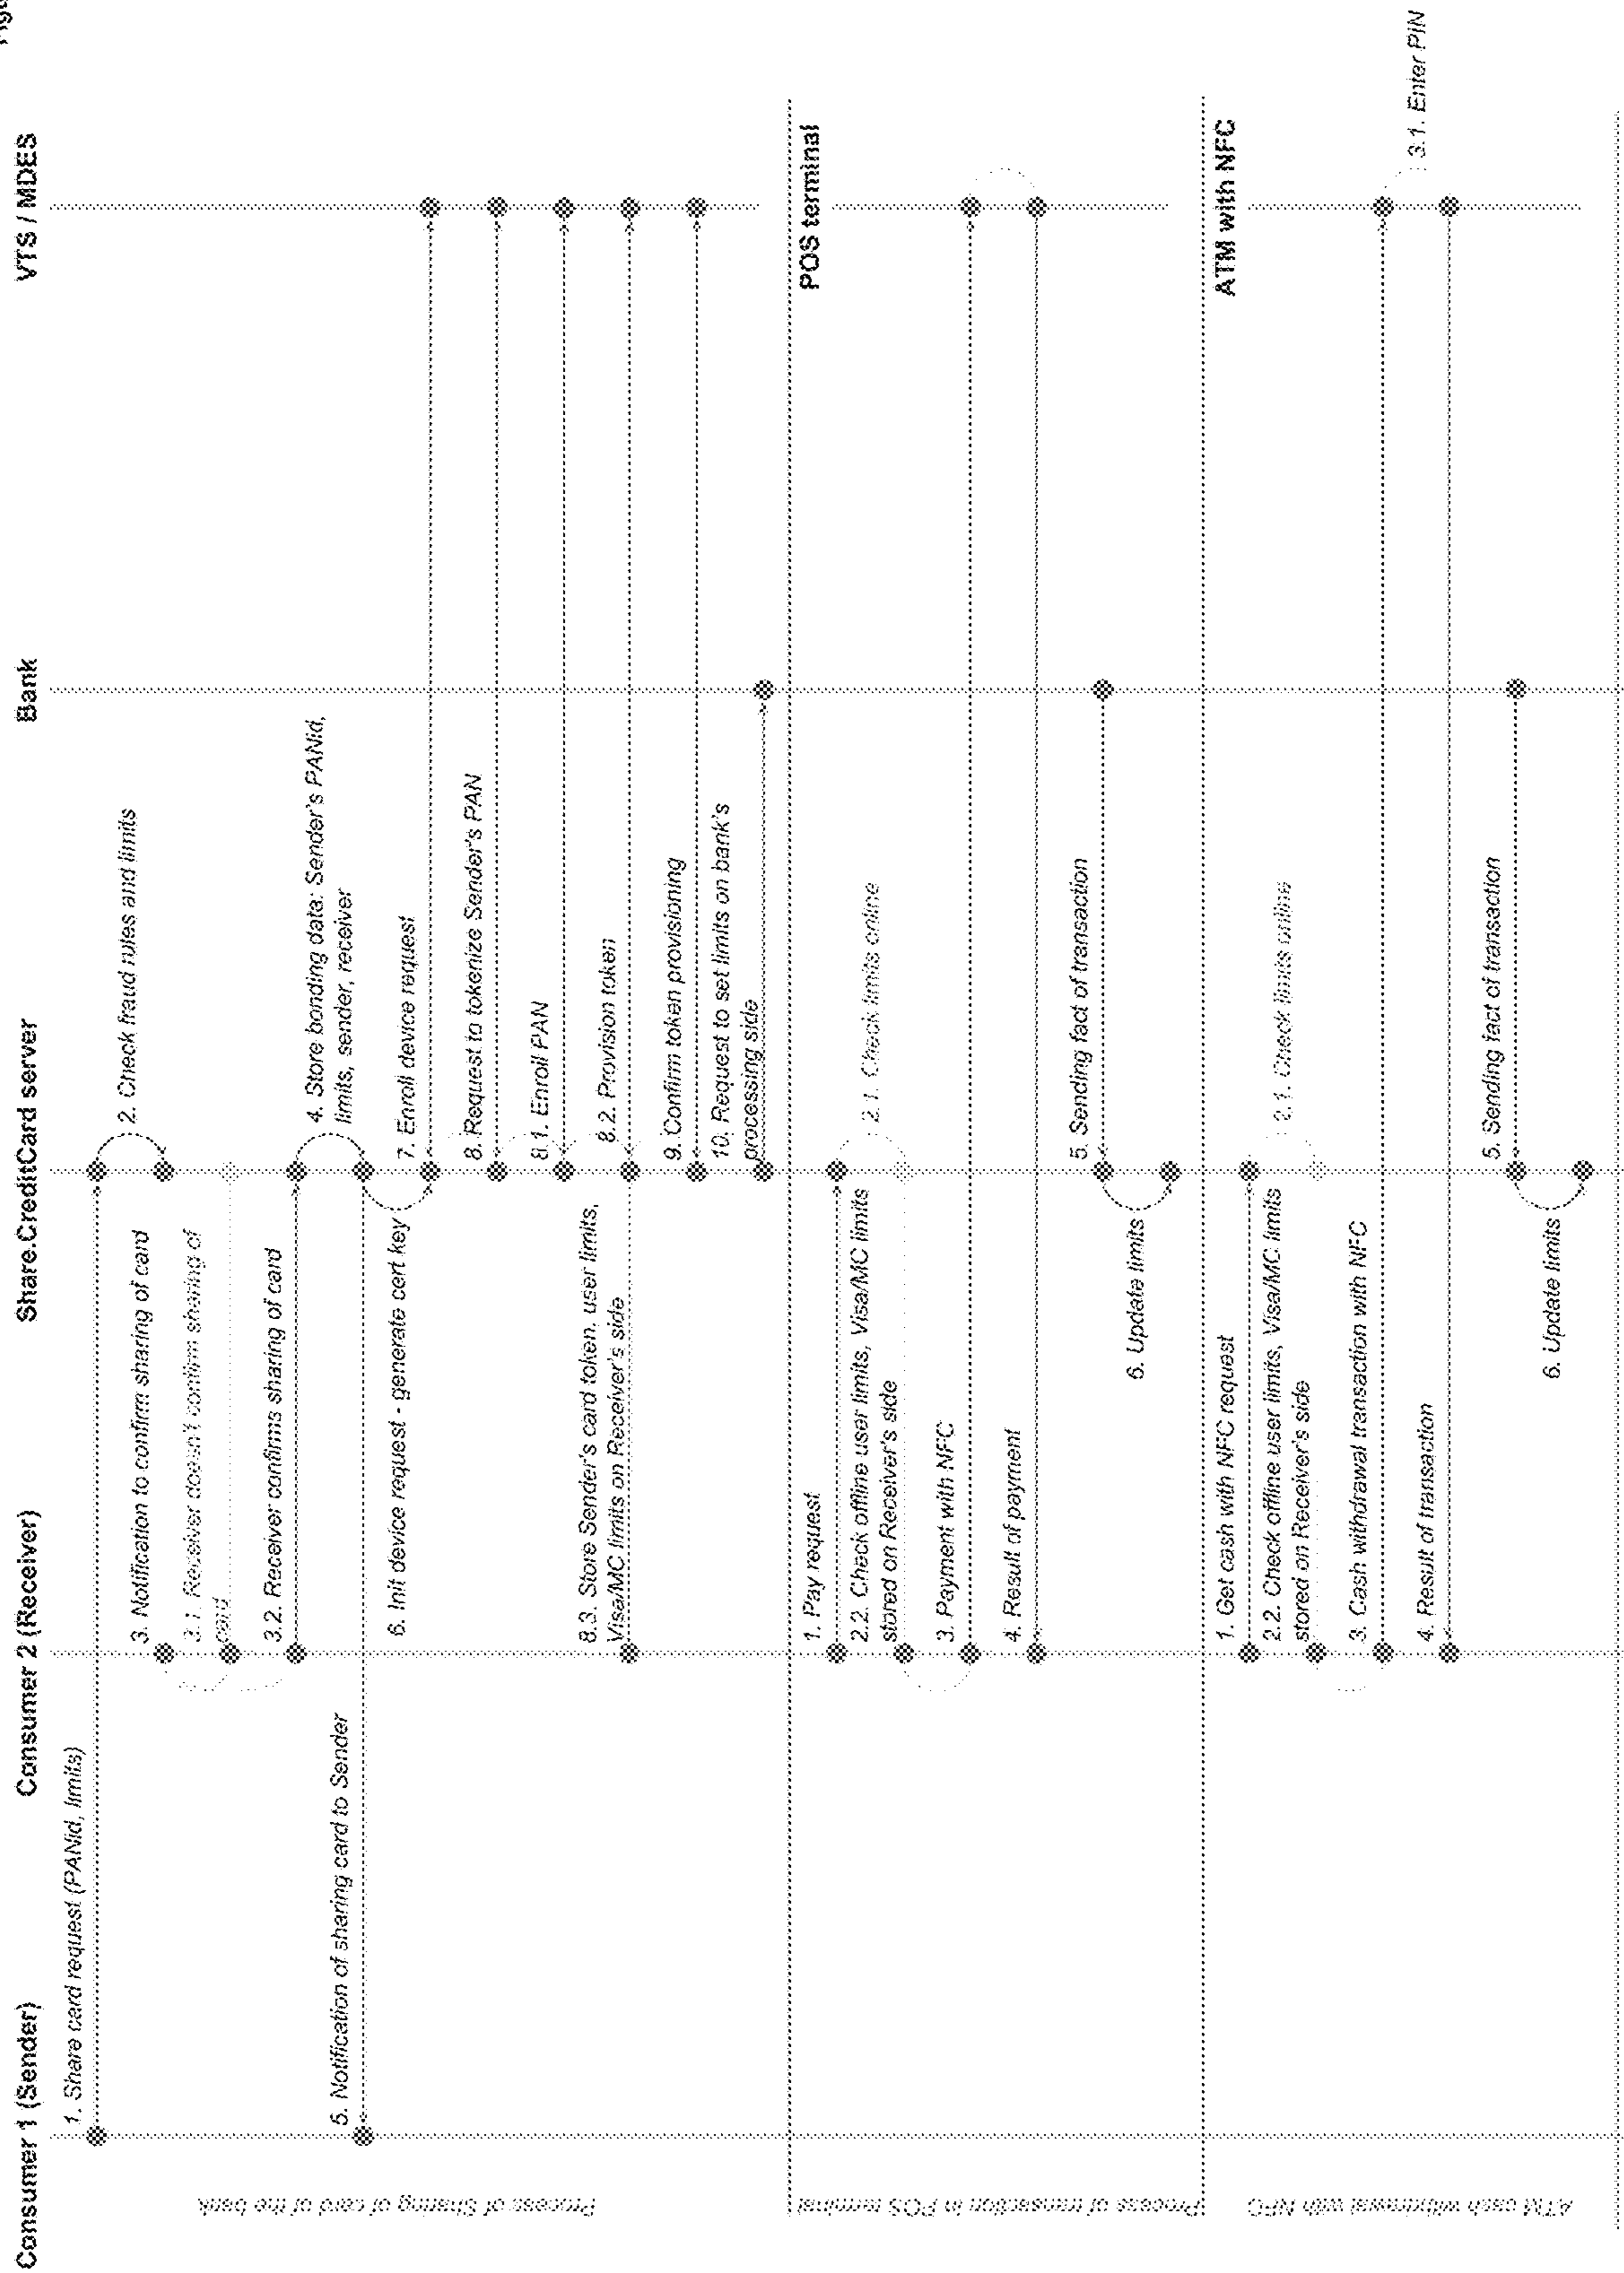 Consumer 1 (Sender)
Consumer 2 (Receiver)
Share.CreditCard server
Bank
VTS / MDES
1. Share card request (PANid, limits)
2. Check fraud rules and limits
3. Notification to confirm sharing of card
3.1. Receiver doesn't confirm sharing of
card
3.2. Receiver confirms sharing of card
4. Store bonding data: Sender's PANid,
limits, sender, receiver
5. Notification of sharing card to Sender
6. Init device request - generate cert key
7. Enroll device request
8. Request to tokenize Sender's PAN
8.1. Enroll PAN
8.2. Provision token
8.3. Store Sender's card token, user limits,
Visa/MC limits on Receiver's side
9. Confirm token provisioning
10. Request to set limits on bank's
processing side
Process of sharing of card of the bank
POS terminal
1. Pay request
2.1. Check limits online
2.2. Check offline user limits, Visa/MC limits
stored on Receiver's side
3. Payment with NFC
4. Result of payment
5. Sending fact of transaction
6. Update limits
Process of transaction in POS terminal
ATM with NFC
1. Get cash with NFC request
2.1. Check limits online
2.2. Check offline user limits, Visa/MC limits
stored on Receiver's side
3. Cash withdrawal transaction with NFC
3.1. Enter PIN
4. Result of transaction
5. Sending fact of transaction
6. Update limits
ATM cash withdrawal with NFC